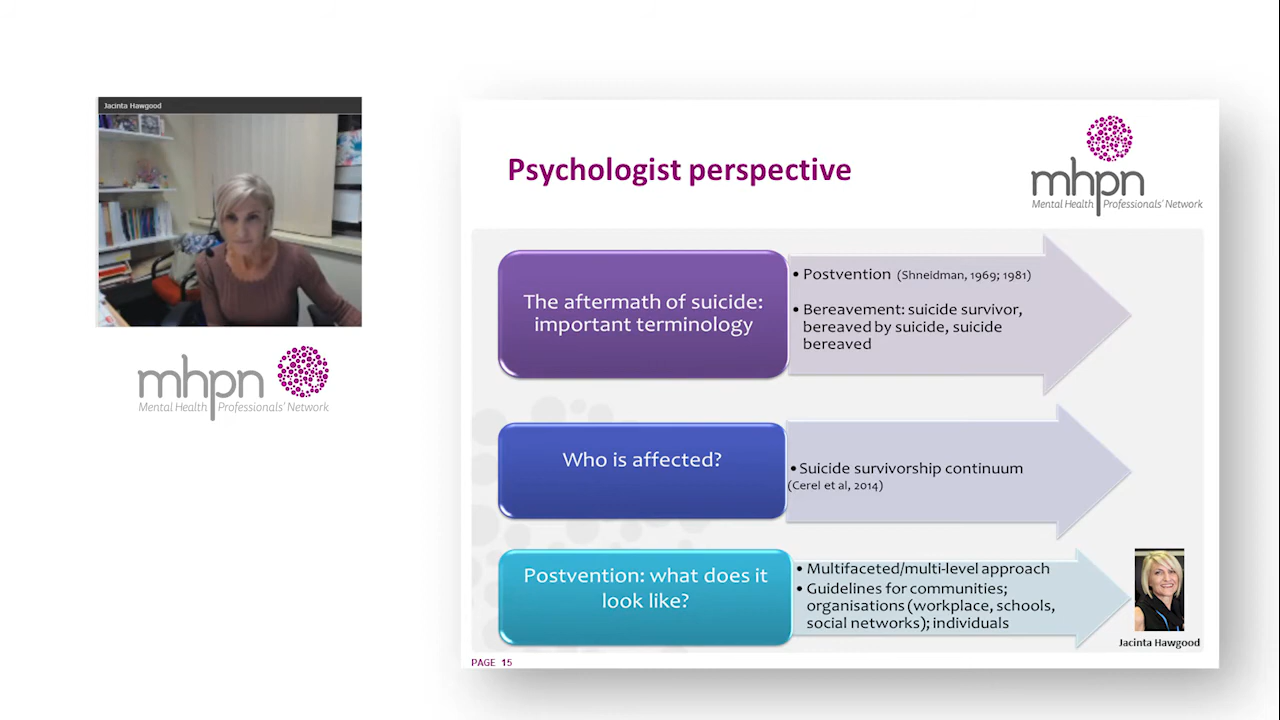 Jacinta Hawgood
mhpn
Mental Health Professionals' Network
Psychologist perspective
mhpn
Mental Health Professionals' Network
The aftermath of suicide:
important terminology
• Postvention (Shneidman, 1969; 1981)
• Bereavement: suicide survivor,
bereaved by suicide, suicide
bereaved
Who is affected?
• Suicide survivorship continuum
(Cerel et al, 2014)
Postvention: what does it
look like?
• Multifaceted/multi-level approach
• Guidelines for communities;
organisations (workplace, schools,
social networks); individuals
Jacinta Hawgood
PAGE 15